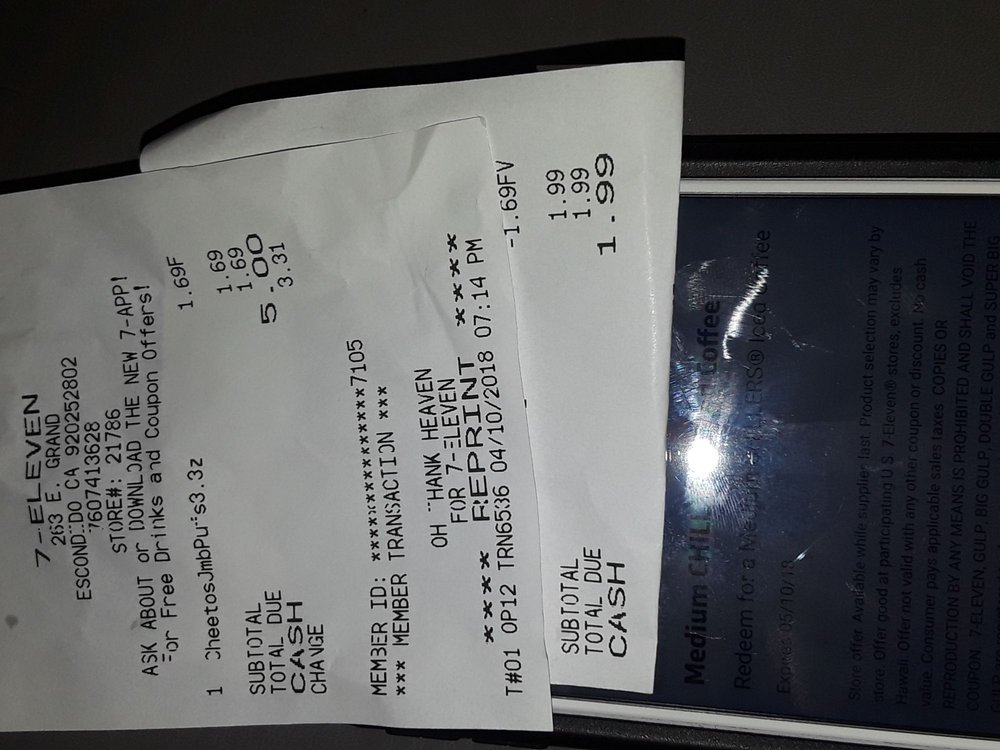 7-ELEVEN
263 E. GRAND
ESCONDIDO CA 920252802
7607413628
STORE#: 21786
ASK ABOUT or DOWNLOAD THE NEW 7-APP!
For Free Drinks and Coupon Offers!
1 CheetosJmbPuffs3.3z 1.69F
SUBTOTAL 1.69
TOTAL DUE 1.69
CASH 5.00
CHANGE 3.31
MEMBER ID: ***************7105
*** MEMBER TRANSACTION ***
OH THANK HEAVEN
FOR 7-ELEVEN
**** REPRINT ****
T#01 OP12 TRN6536 04/10/2018 07:14 PM
-1.69FV
SUBTOTAL 1.99
TOTAL DUE 1.99
CASH 1.99
Medium Coffee
Redeem for a Medium Iced Coffee
Expires 05/10/18
Store offer. Available while supplies last. Product selection may vary by
store. Offer good at participating U.S. 7-Eleven® stores, excludes
Hawaii. Offer not valid with any other coupon or discount. No cash
value. Consumer pays applicable sales taxes. COPIES OR
REPRODUCTION BY ANY MEANS IS PROHIBITED AND SHALL VOID THE
COUPON. 7-ELEVEN, GULP, BIG GULP, DOUBLE GULP and SUPER BIG